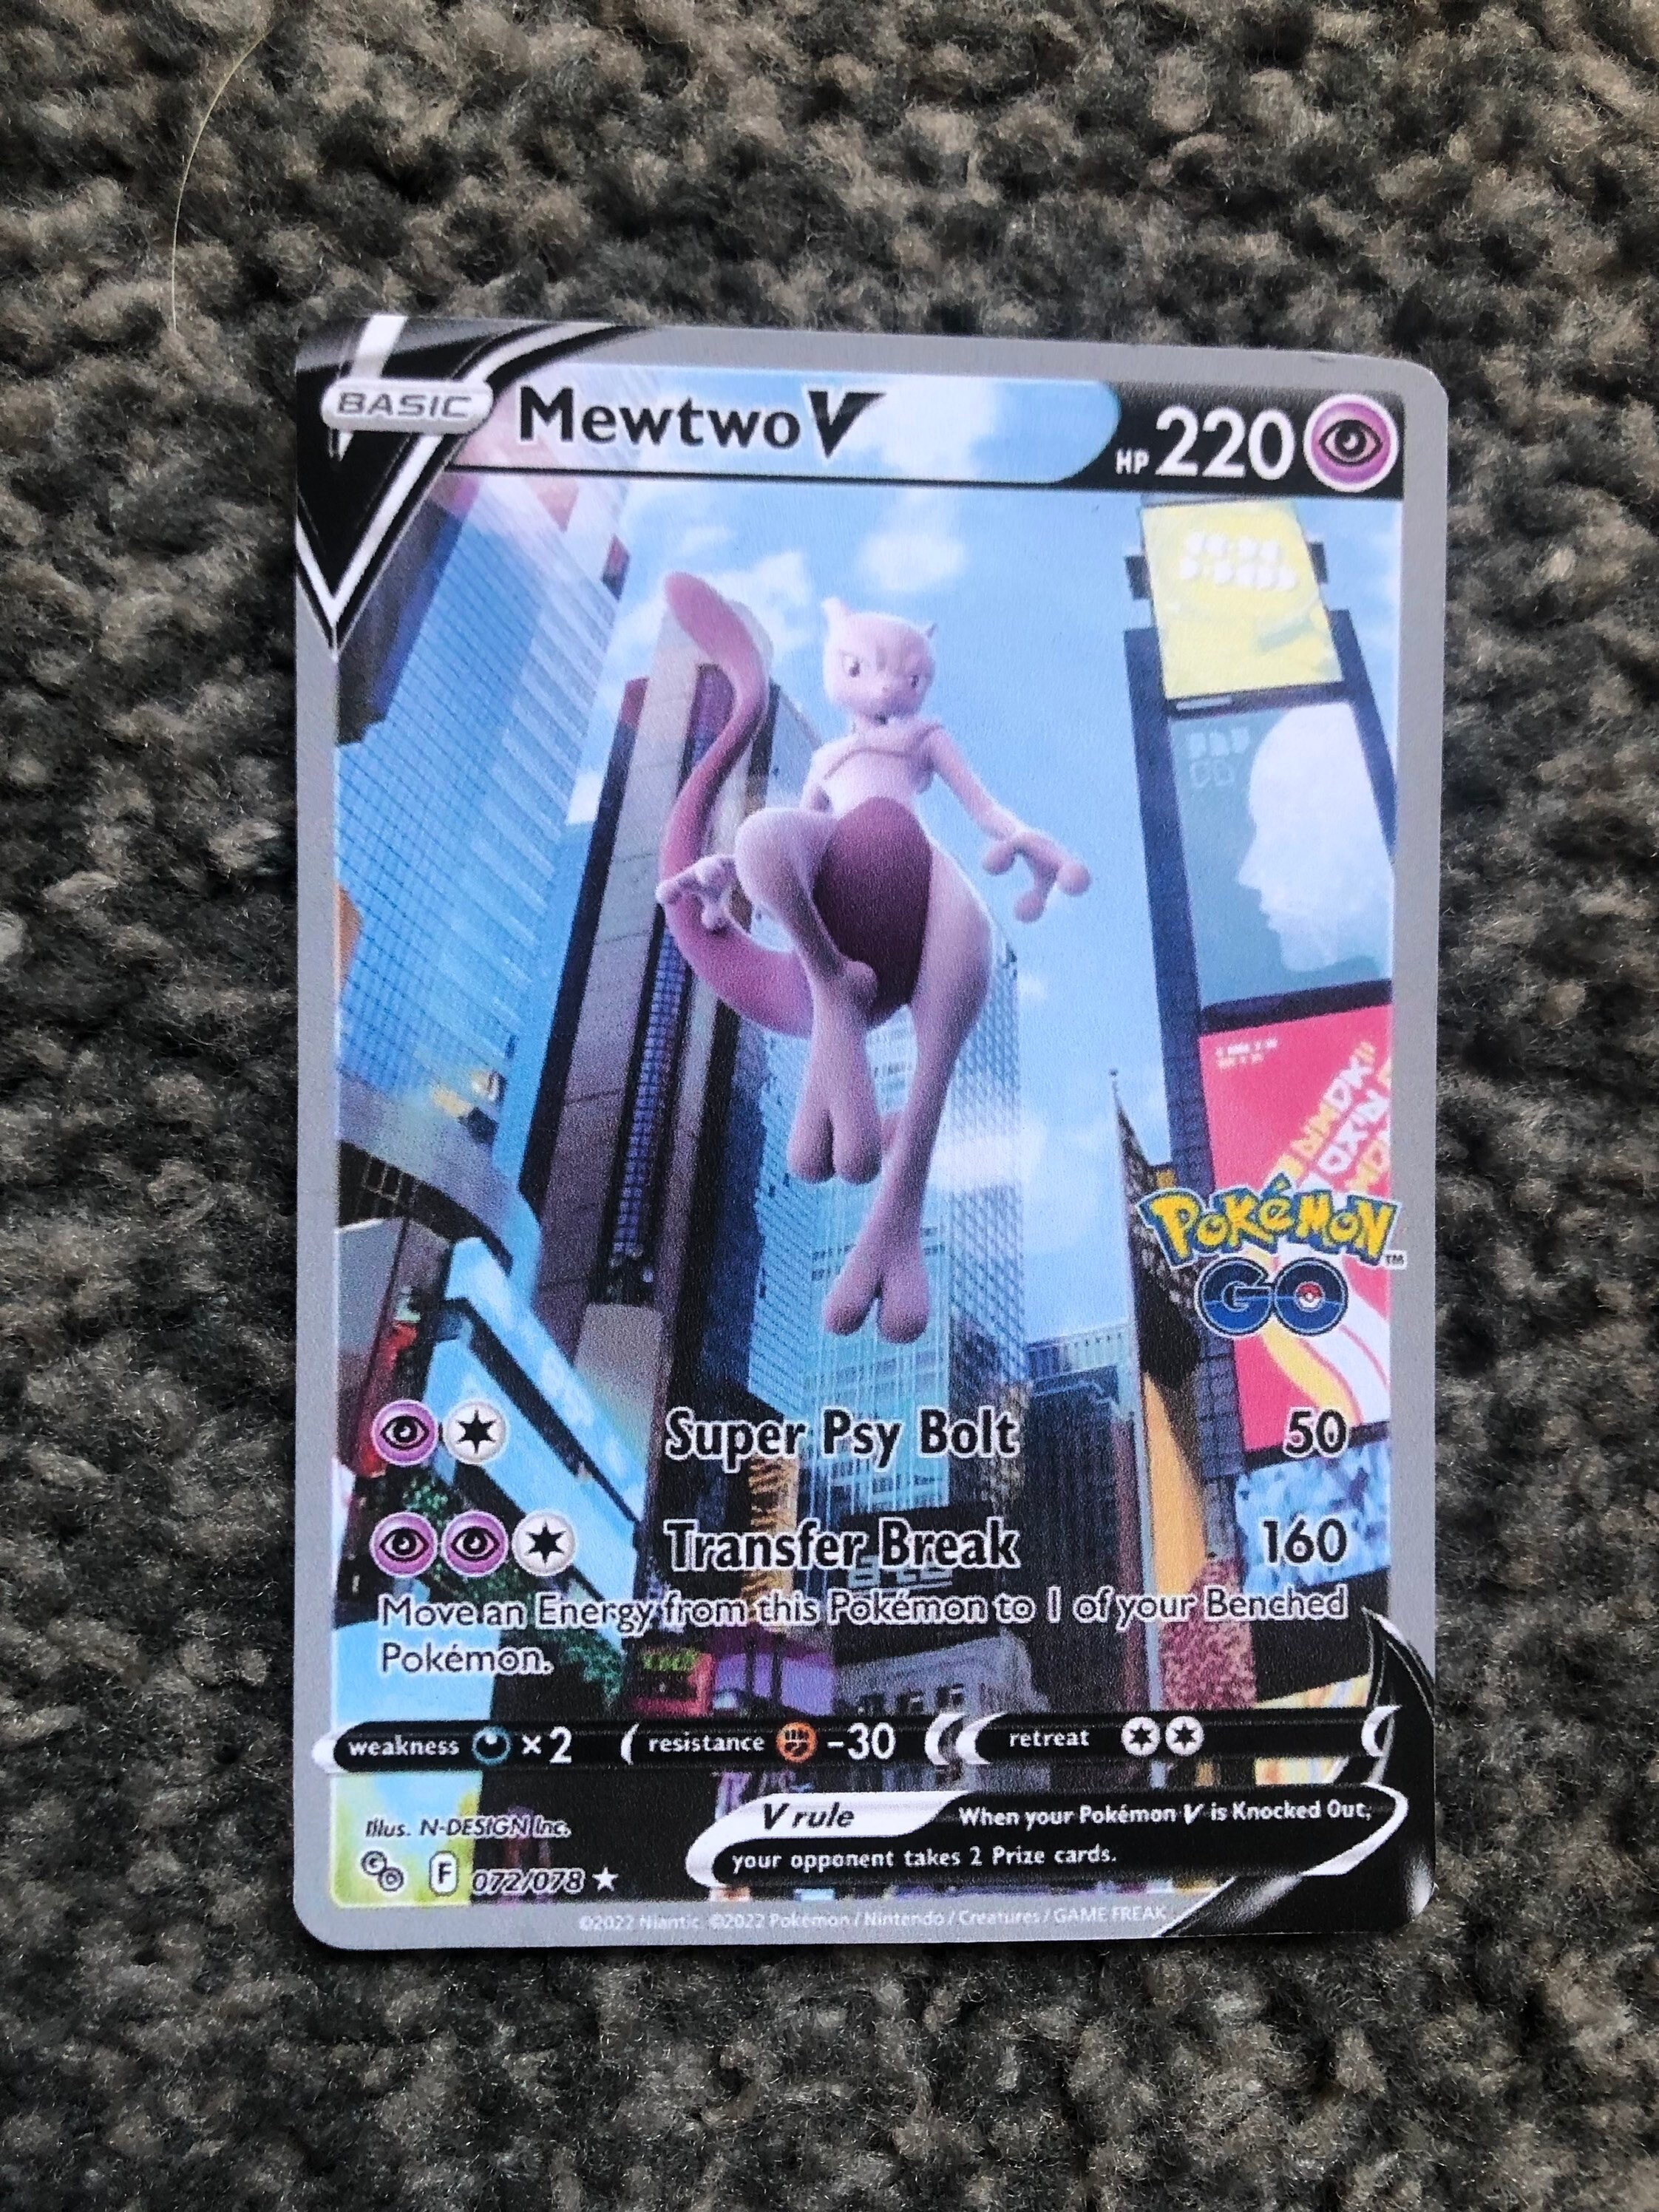 BASIC Mewtwo V HP 220
Pokémon
GO
TM
Super Psy Bolt 50
Transfer Break 160
Move an Energy from this Pokémon to 1 of your Benched
Pokémon.
weakness ×2 resistance -30 retreat
V rule When your Pokémon V is Knocked Out,
your opponent takes 2 Prize cards.
Illus. N-DESIGN Inc.
GO F 072/078
©2022 Niantic. ©2022 Pokémon / Nintendo / Creatures / GAME FREAK